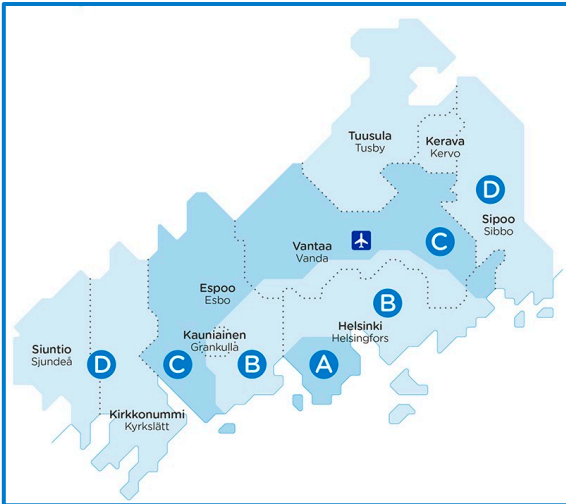 Tuusula
Tusby
Kerava
Kervo
D
Sipoo
Sibbo
Vantaa
Vanda
C
Espoo
Esbo
B
Helsinki
Helsingfors
Kauniainen
Grankulla
Siuntio
Sjundeå
D
C
B
A
Kirkkonummi
Kyrkslätt